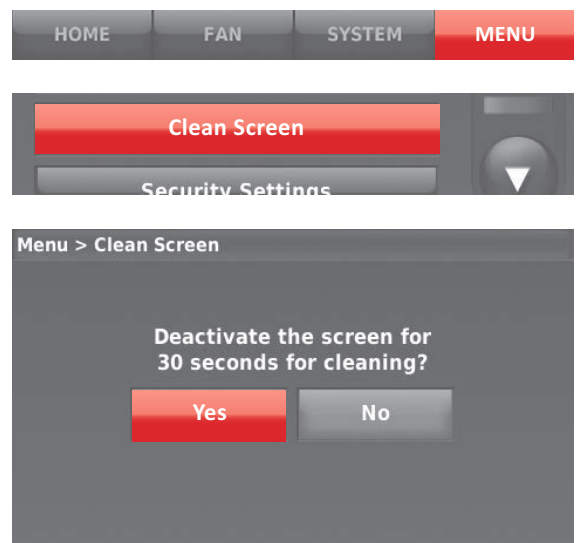 HOME FAN SYSTEM MENU
Clean Screen
Security Settings
Menu > Clean Screen
Deactivate the screen for
30 seconds for cleaning?
Yes No